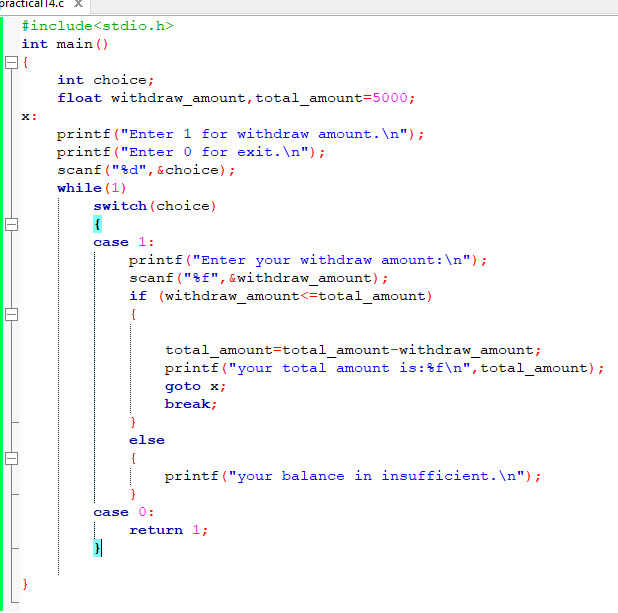 practical14.c X
#include<stdio.h>
int main()
{
    int choice;
    float withdraw_amount,total_amount=5000;
x:
    printf("Enter 1 for withdraw amount.\n");
    printf("Enter 0 for exit.\n");
    scanf("%d",&choice);
    while(1)
        switch(choice)
        {
        case 1:
            printf("Enter your withdraw amount:\n");
            scanf("%f",&withdraw_amount);
            if (withdraw_amount<=total_amount)
            {

                total_amount=total_amount-withdraw_amount;
                printf("your total amount is:%f\n",total_amount);
                goto x;
                break;
            }
            else
            {
                printf("your balance in insufficient.\n");
            }
        case 0:
            return 1;
        }

}